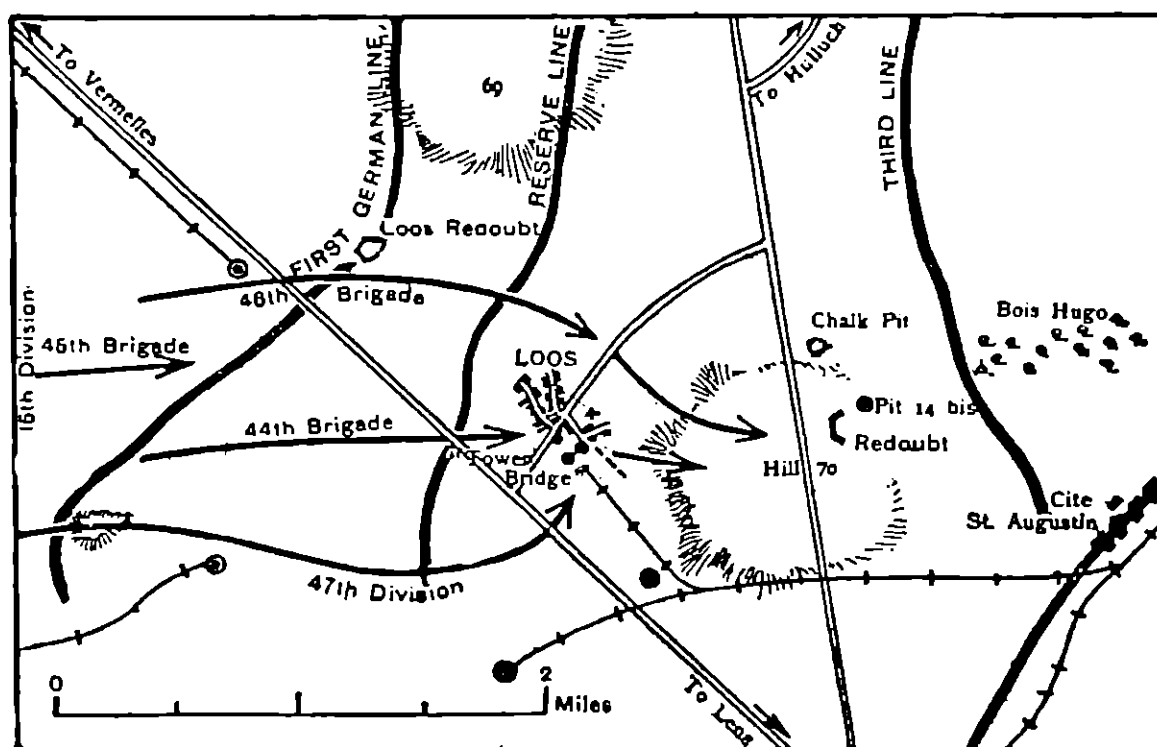 To Vermelles
FIRST GERMAN LINE
69
RESERVE LINE
To Hulluch
THIRD LINE
Loos Redoubt
46th Brigade
Bois Hugo
Chalk Pit
45th Brigade
LOOS
15th Division
Pit 14 bis
Redoubt
44th Brigade
Tower
Bridge
Hill 70
Cite
St. Augustin
47th Division
To Lens
0
2
Miles